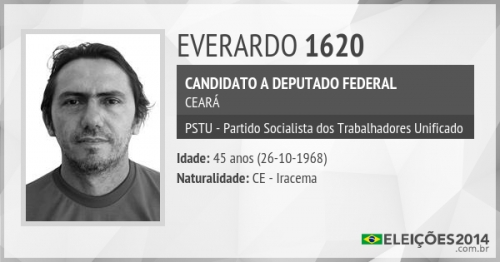 EVERARDO 1620
CANDIDATO A DEPUTADO FEDERAL
CEARÁ
PSTU - Partido Socialista dos Trabalhadores Unificado
Idade: 45 anos (26-10-1968)
Naturalidade: CE - Iracema
ELEIÇÕES2014
.com.br